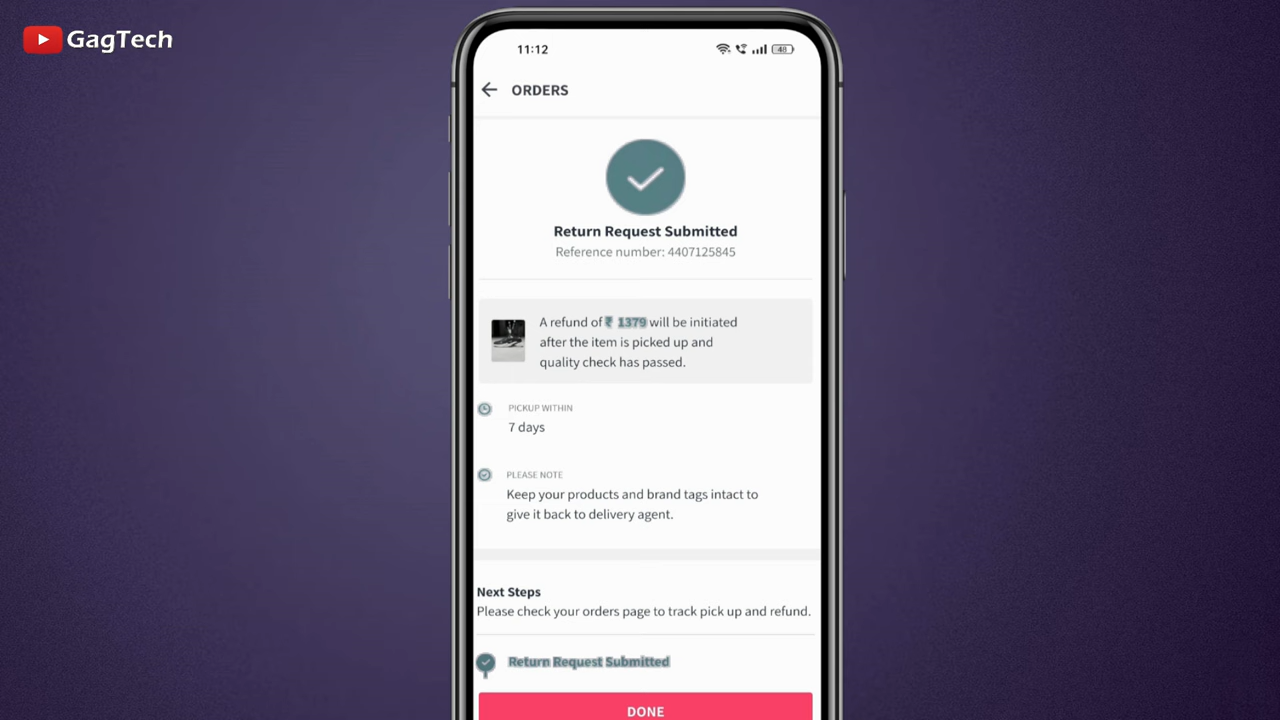 GagTech
11:12
48
ORDERS
Return Request Submitted
Reference number: 4407125845
A refund of ₹ 1379 will be initiated
after the item is picked up and
quality check has passed.
PICKUP WITHIN
7 days
PLEASE NOTE
Keep your products and brand tags intact to
give it back to delivery agent.
Next Steps
Please check your orders page to track pick up and refund.
Return Request Submitted
DONE